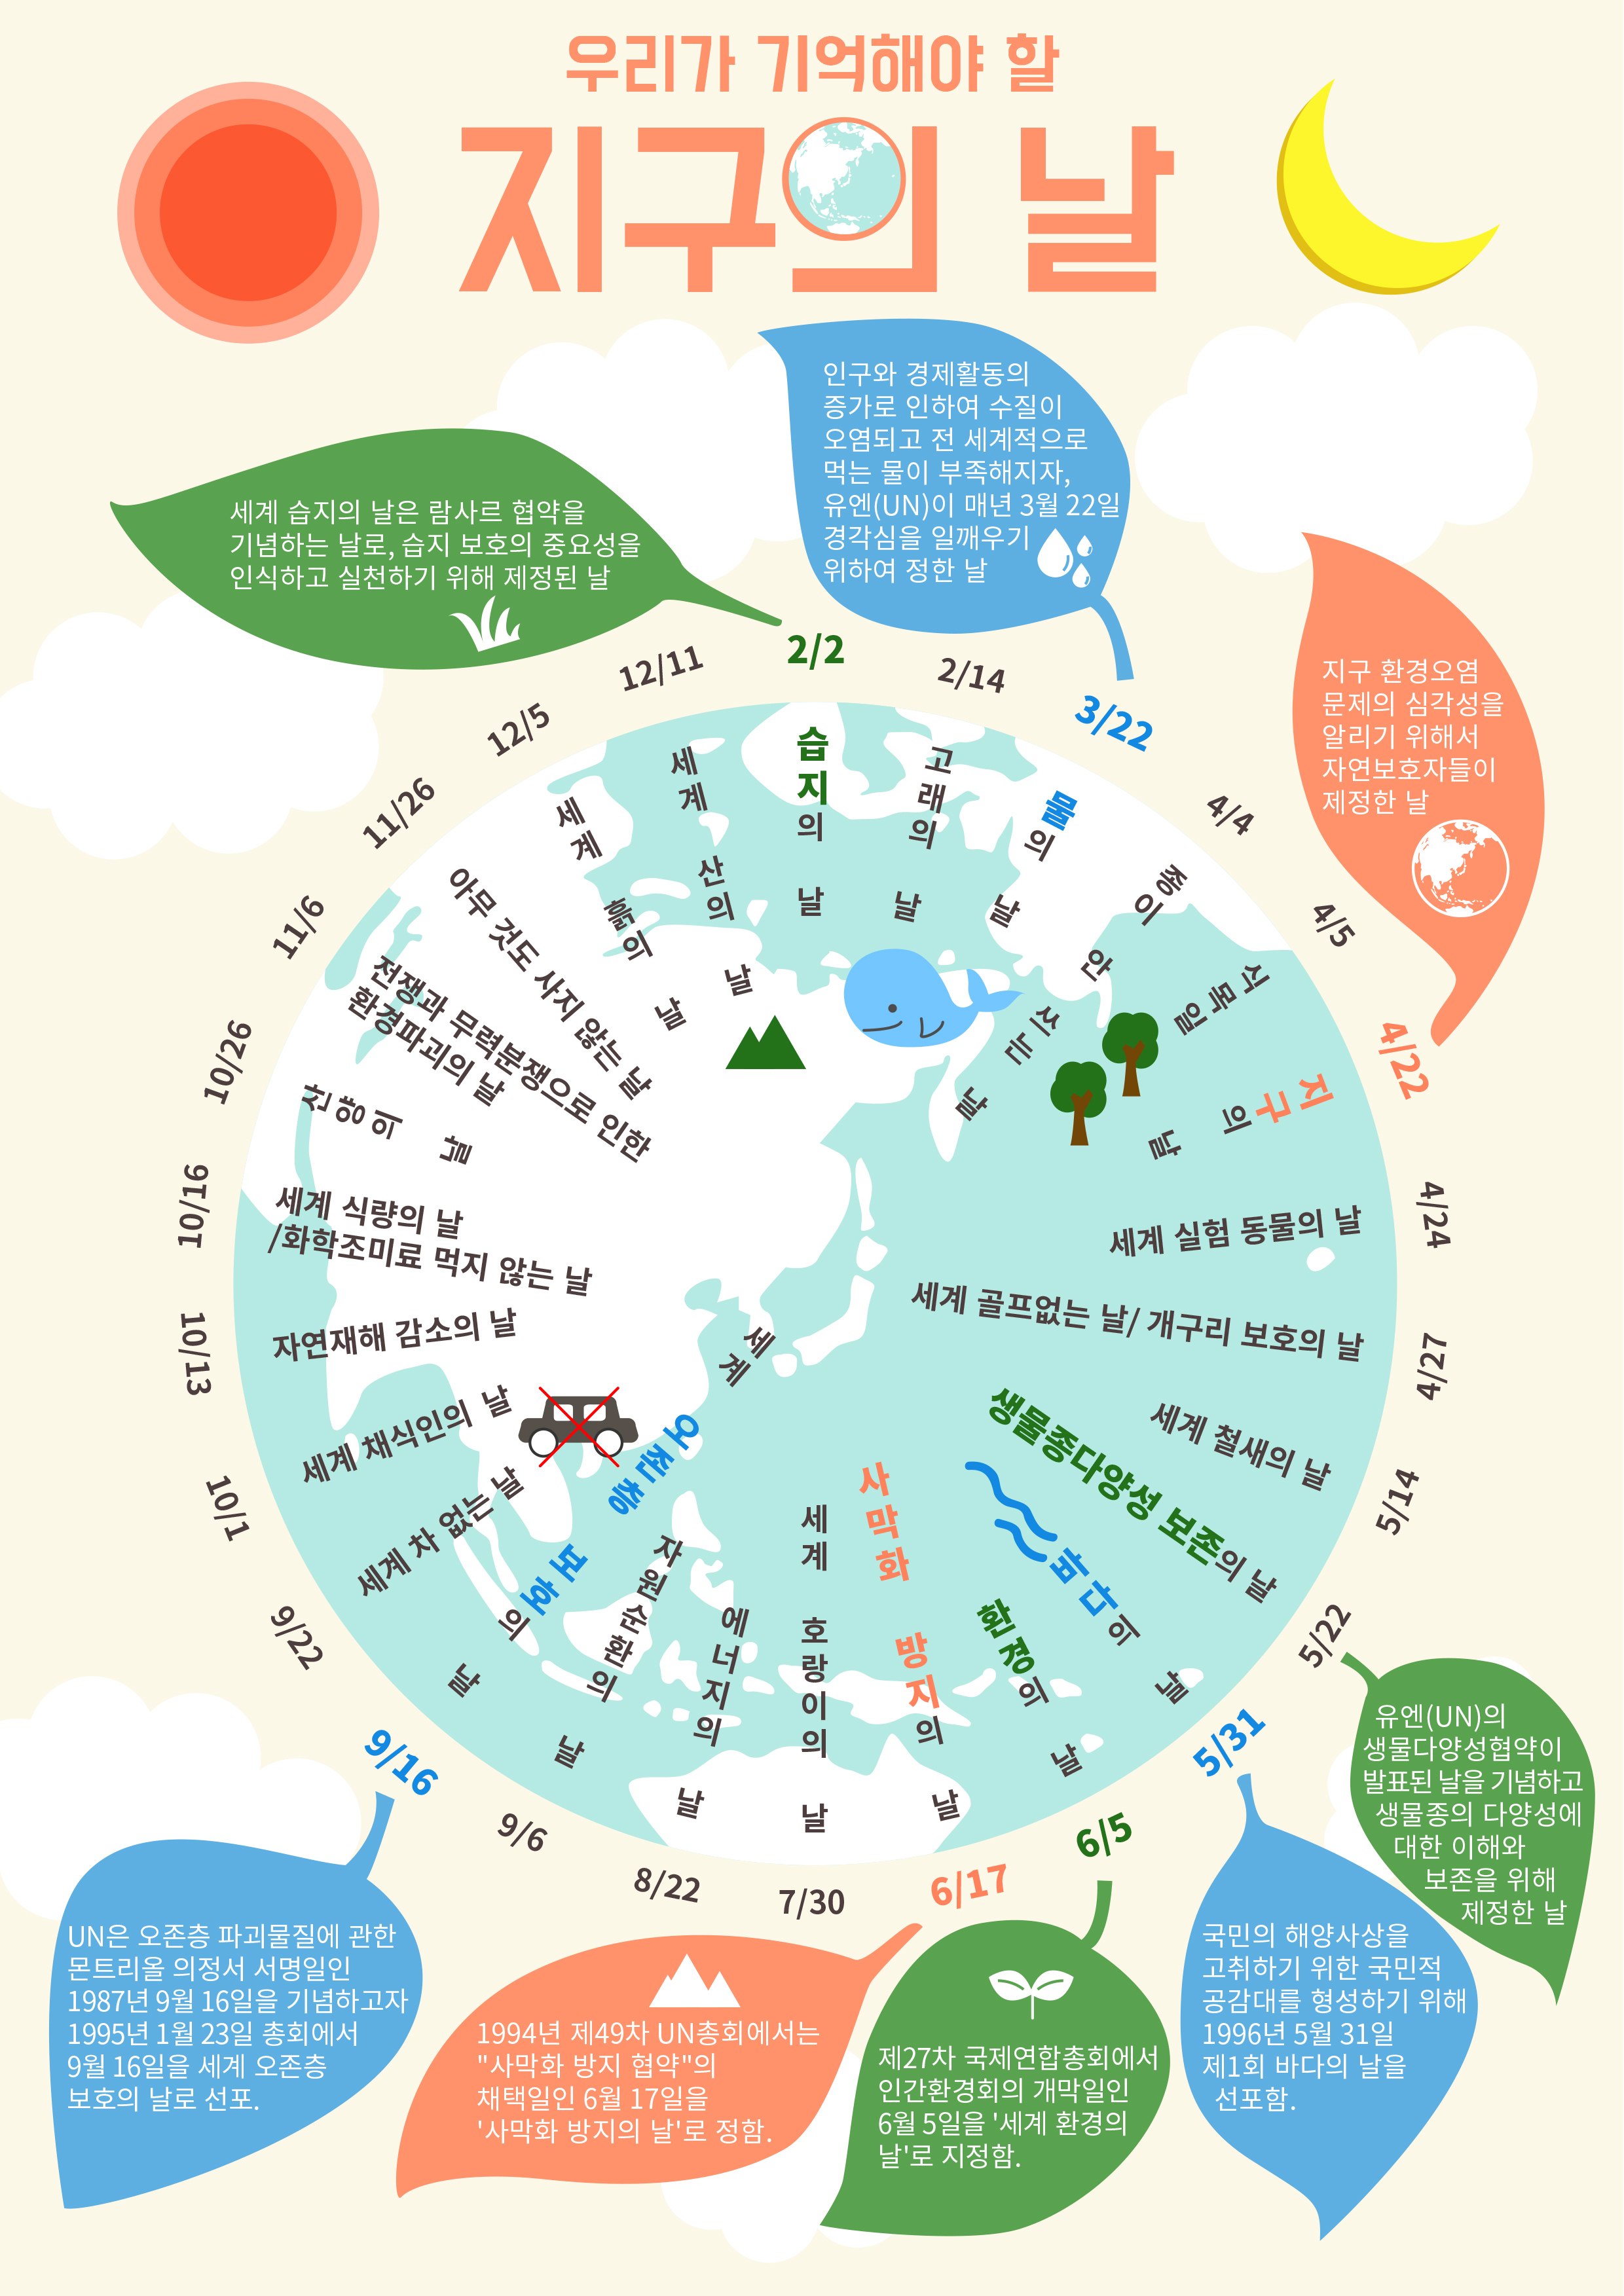 우리가 기억해야 할
지구의 날
인구와 경제활동의
증가로 인하여 수질이
오염되고 전 세계적으로
먹는 물이 부족해지자,
유엔(UN)이 매년 3월 22일
경각심을 일깨우기
위하여 정한 날
세계 습지의 날은 람사르 협약을
기념하는 날로, 습지 보호의 중요성을
인식하고 실천하기 위해 제정된 날
지구 환경오염
문제의 심각성을
알리기 위해서
자연보호자들이
제정한 날
2/2
습지의 날
2/14
고래의 날
3/22
물의 날
4/4
종이 안 쓰는 날
4/5
식목일
4/22
지구의 날
4/24
세계 실험 동물의 날
4/27
세계 골프없는 날/ 개구리 보호의 날
5/14
세계 철새의 날
5/22
생물종다양성 보존의 날
5/31
바다의 날
6/5
환경의 날
6/17
사막화 방지의 날
7/30
세계 호랑이의 날
8/22
에너지의 날
9/6
자원순환의 날
9/16
세계 오존층 보호의 날
9/22
세계 차 없는 날
10/1
세계 채식인의 날
10/13
자연재해 감소의 날
10/16
세계 식량의 날
/화학조미료 먹지 않는 날
10/26
산양의 날
11/6
전쟁과 무력분쟁으로 인한
환경파괴의 날
11/26
아무 것도 사지 않는 날
12/5
세계 흙의 날
12/11
세계 산의 날
유엔(UN)의
생물다양성협약이
발표된 날을 기념하고
생물종의 다양성에
대한 이해와
보존을 위해
제정한 날
국민의 해양사상을
고취하기 위한 국민적
공감대를 형성하기 위해
1996년 5월 31일
제1회 바다의 날을
선포함.
제27차 국제연합총회에서
인간환경회의 개막일인
6월 5일을 '세계 환경의
날'로 지정함.
1994년 제49차 UN총회에서는
"사막화 방지 협약"의
채택일인 6월 17일을
'사막화 방지의 날'로 정함.
UN은 오존층 파괴물질에 관한
몬트리올 의정서 서명일인
1987년 9월 16일을 기념하고자
1995년 1월 23일 총회에서
9월 16일을 세계 오존층
보호의 날로 선포.